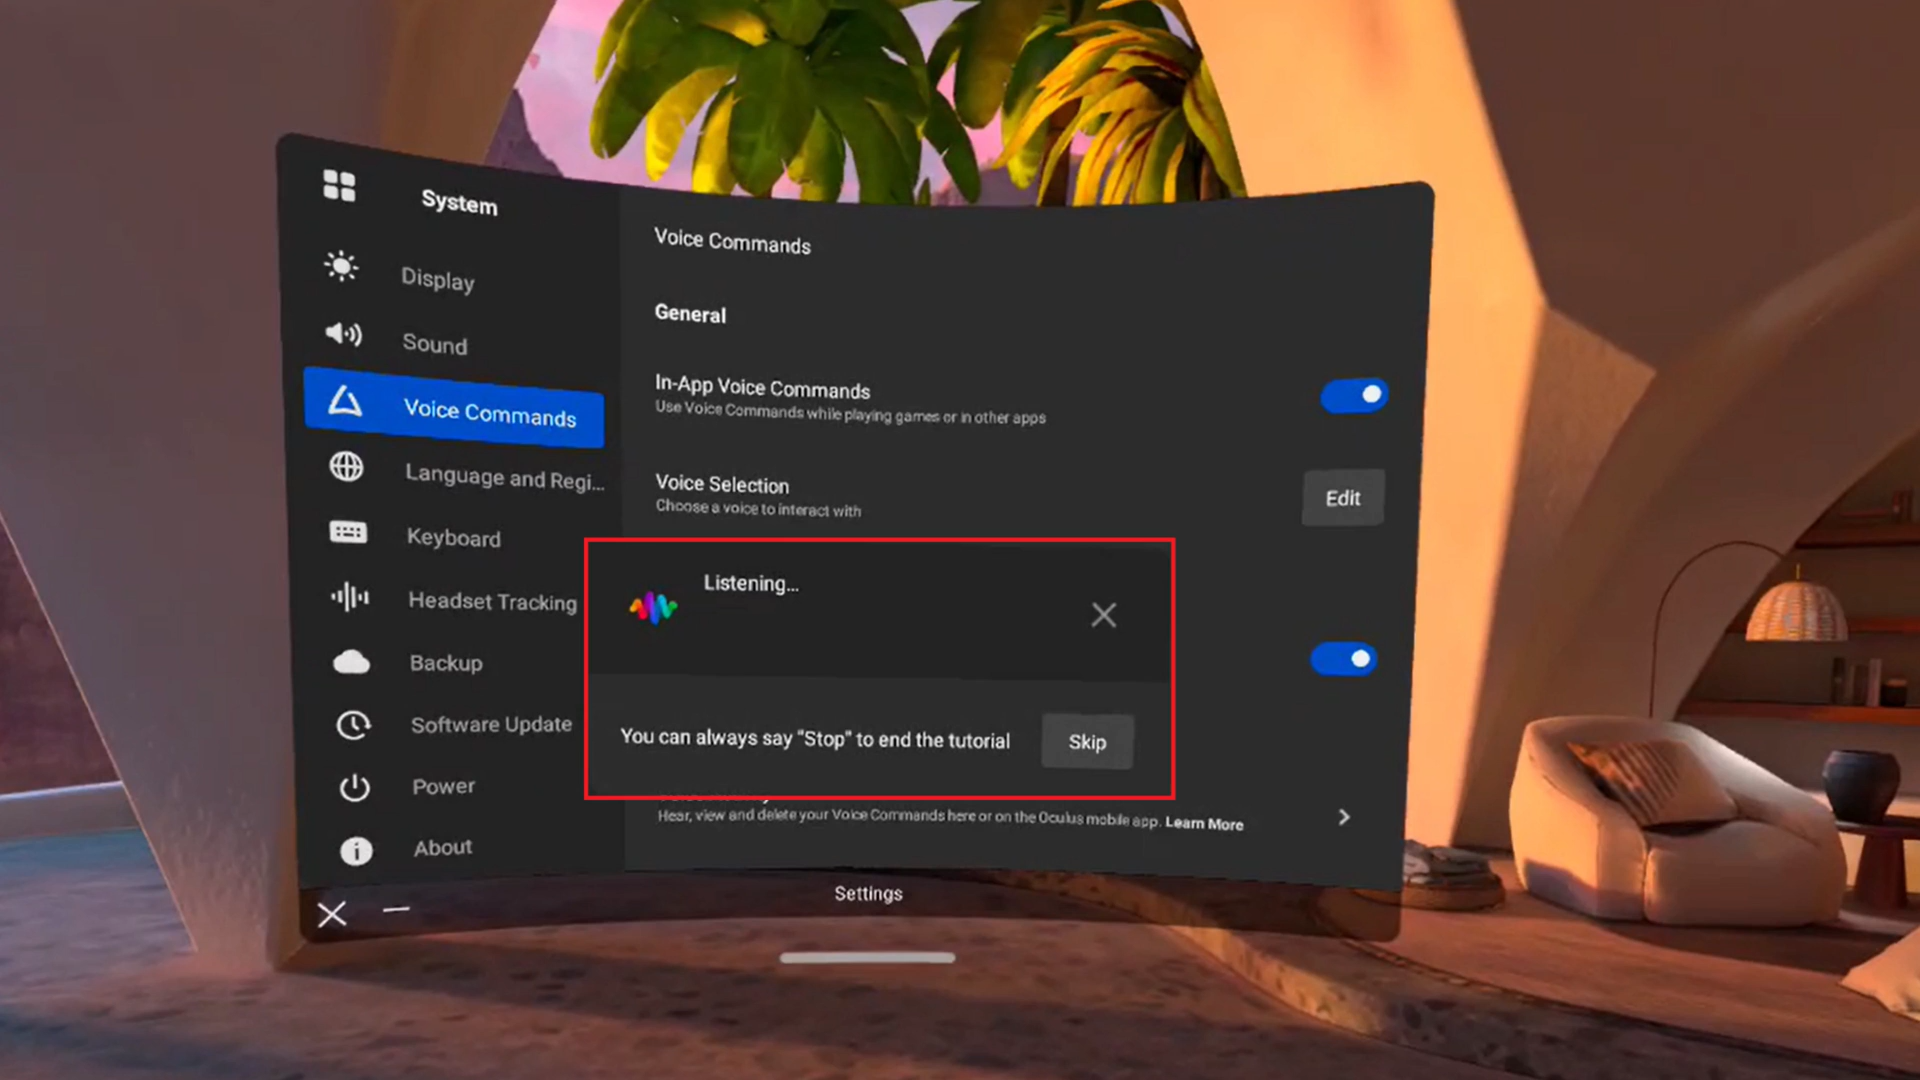 System
Display
Sound
Voice Commands
Language and Regi...
Keyboard
Headset Tracking
Backup
Software Update
Power
About
Voice Commands
General
In-App Voice Commands
Use Voice Commands while playing games or in other apps
Voice Selection
Choose a voice to interact with
Edit
Listening...
You can always say "Stop" to end the tutorial
Skip
Hear, view and delete your Voice Commands here or on the Oculus mobile app. Learn More
Settings